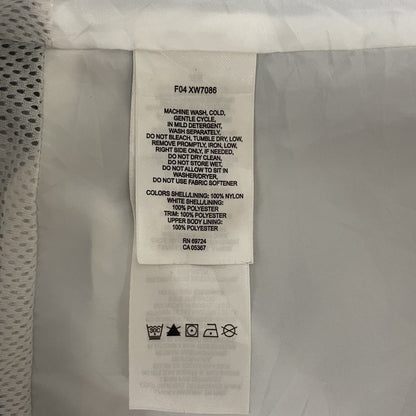 F04 XW7086
MACHINE WASH, COLD,
GENTLE CYCLE,
IN MILD DETERGENT,
WASH SEPARATELY,
DO NOT BLEACH, TUMBLE DRY, LOW,
REMOVE PROMPTLY, IRON, LOW,
RIGHT SIDE ONLY, IF NEEDED,
DO NOT DRY CLEAN,
DO NOT STORE WET,
DO NOT ALLOW TO SIT IN
WASHER/DRYER,
DO NOT USE FABRIC SOFTENER
COLORS SHELL/LINING: 100% NYLON
WHITE SHELL/LINING:
100% POLYESTER
TRIM: 100% POLYESTER
UPPER BODY LINING:
100% POLYESTER
RN 69724
CA 05367